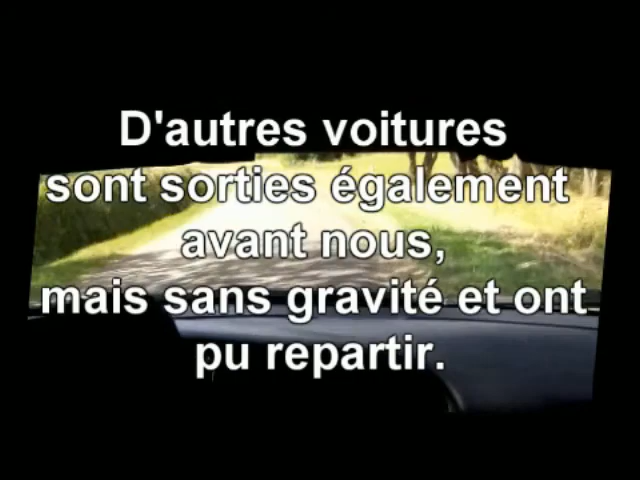 D'autres voitures
sont sorties également
avant nous,
mais sans gravité et ont
pu repartir.